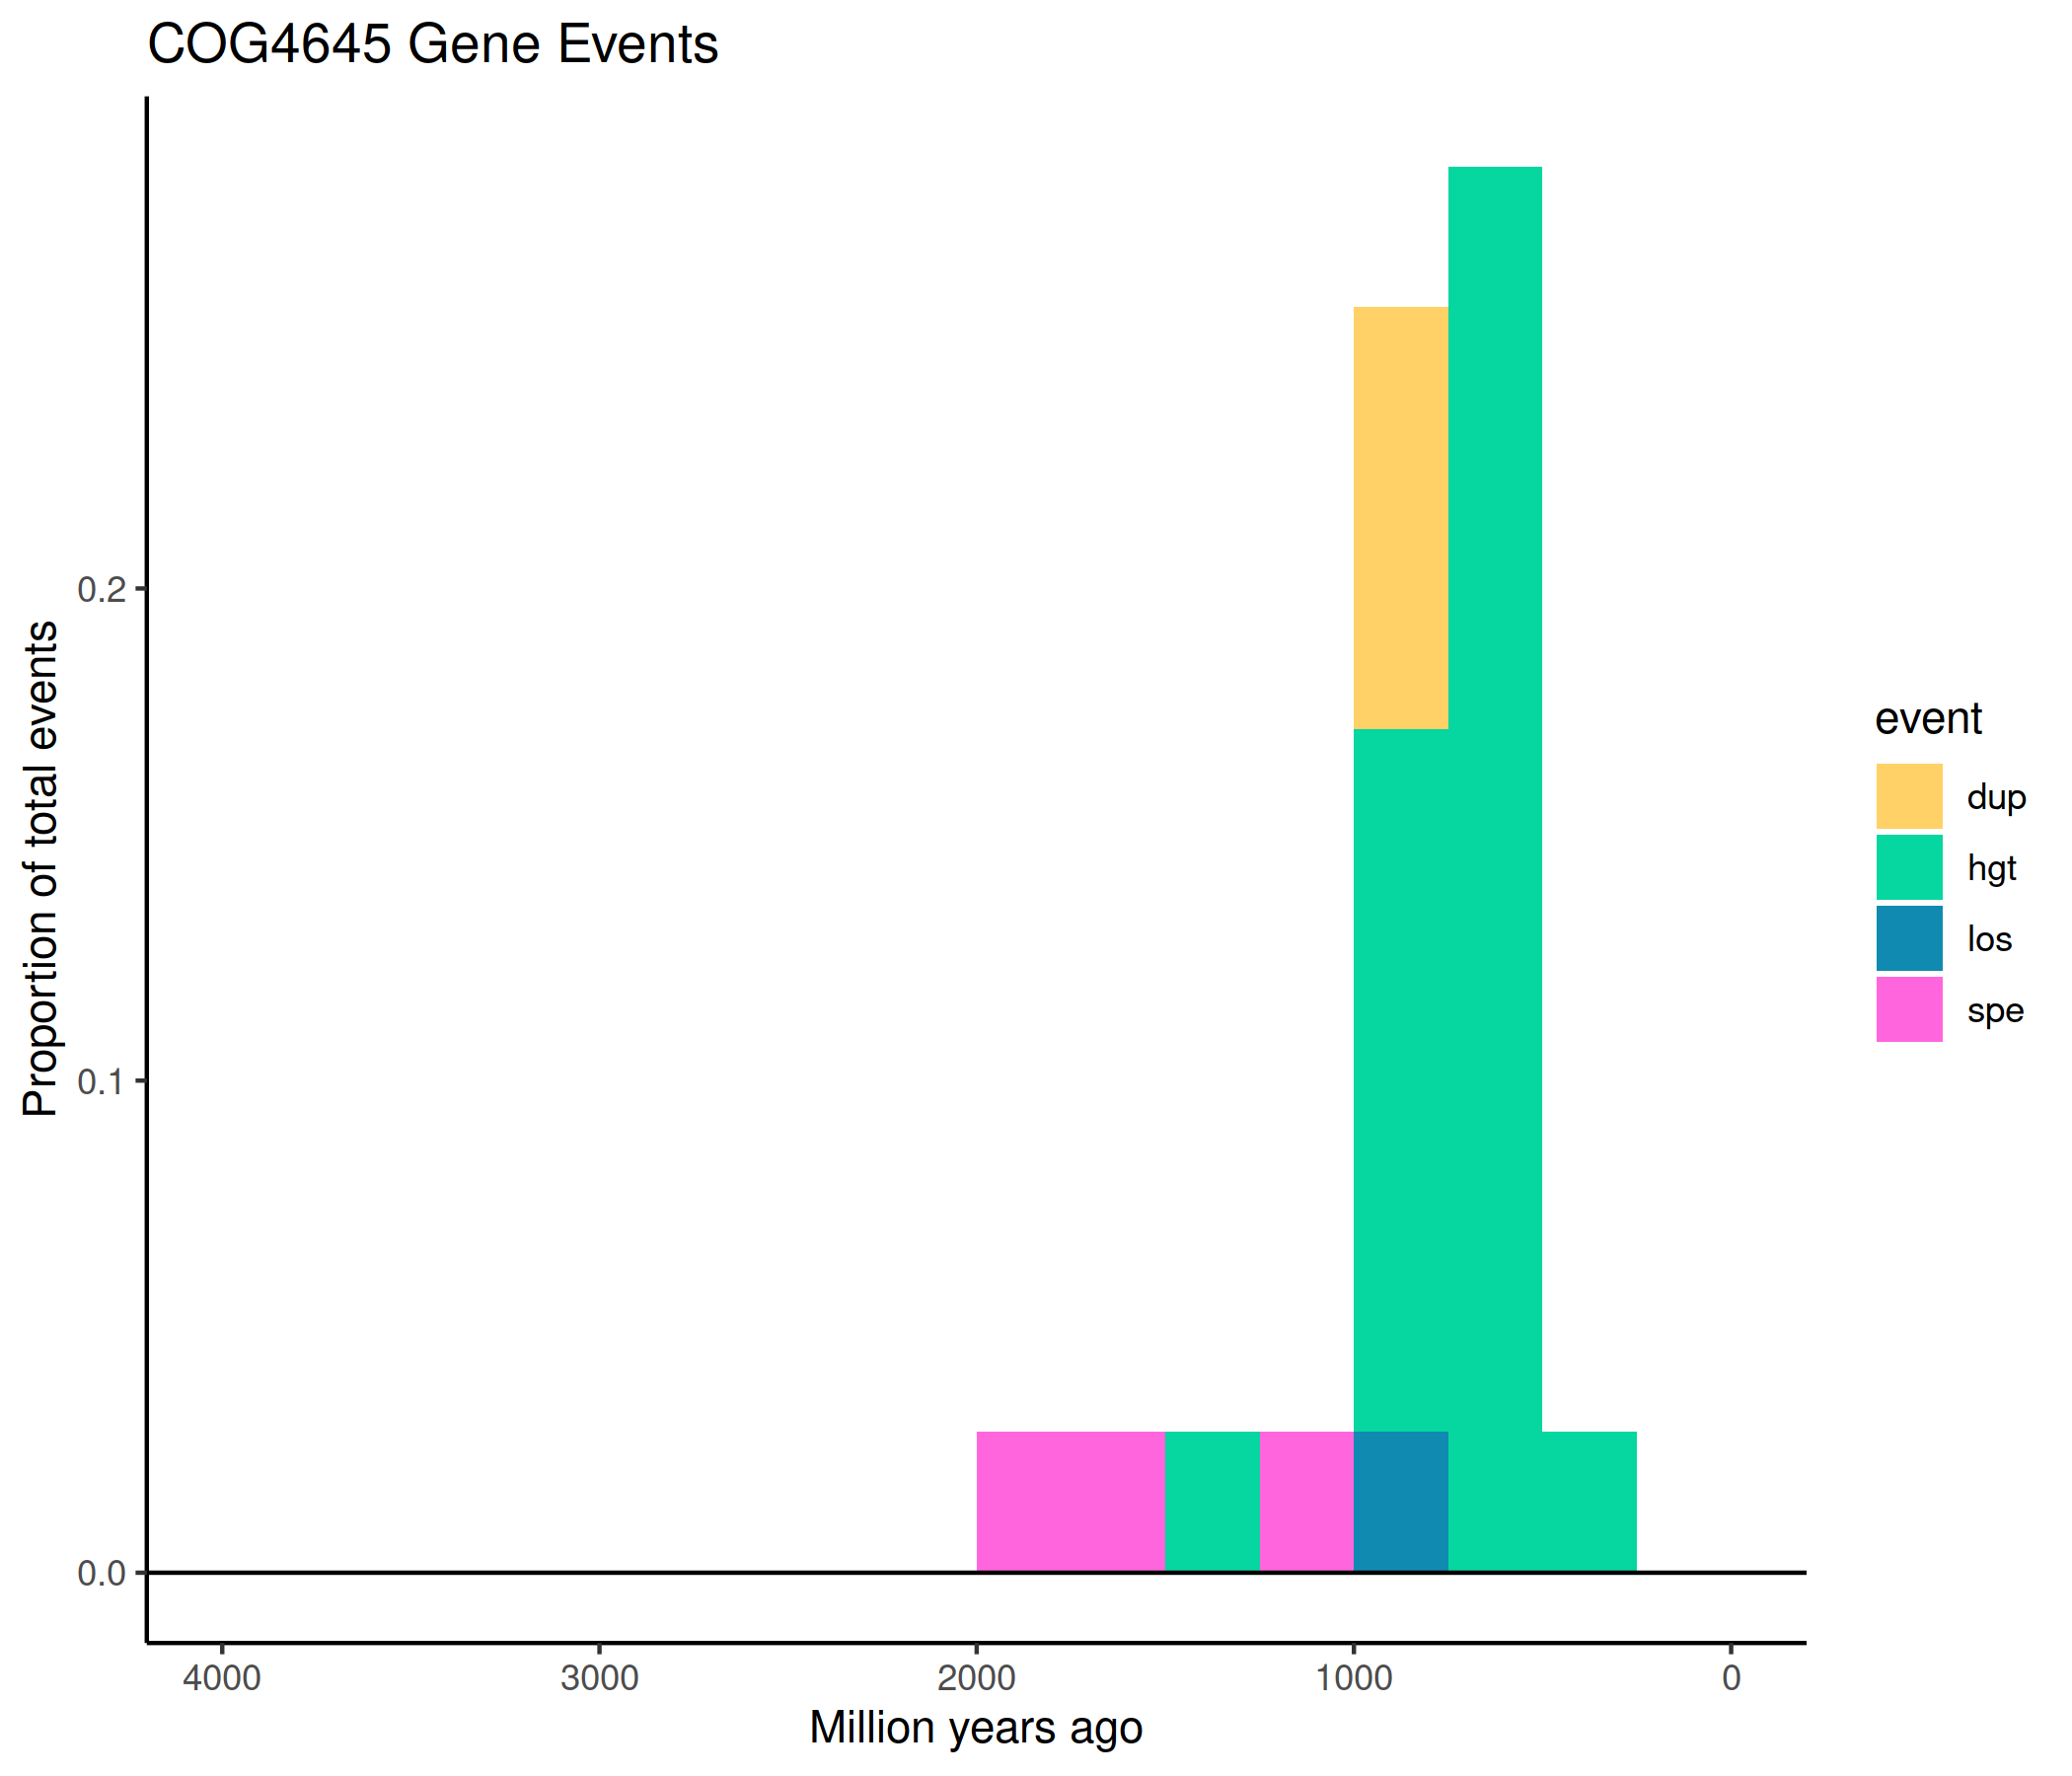 COG4645 Gene Events
Proportion of total events
0.2
0.1
0.0
4000 3000 2000 1000 0
Million years ago
event
dup
hgt
los
spe